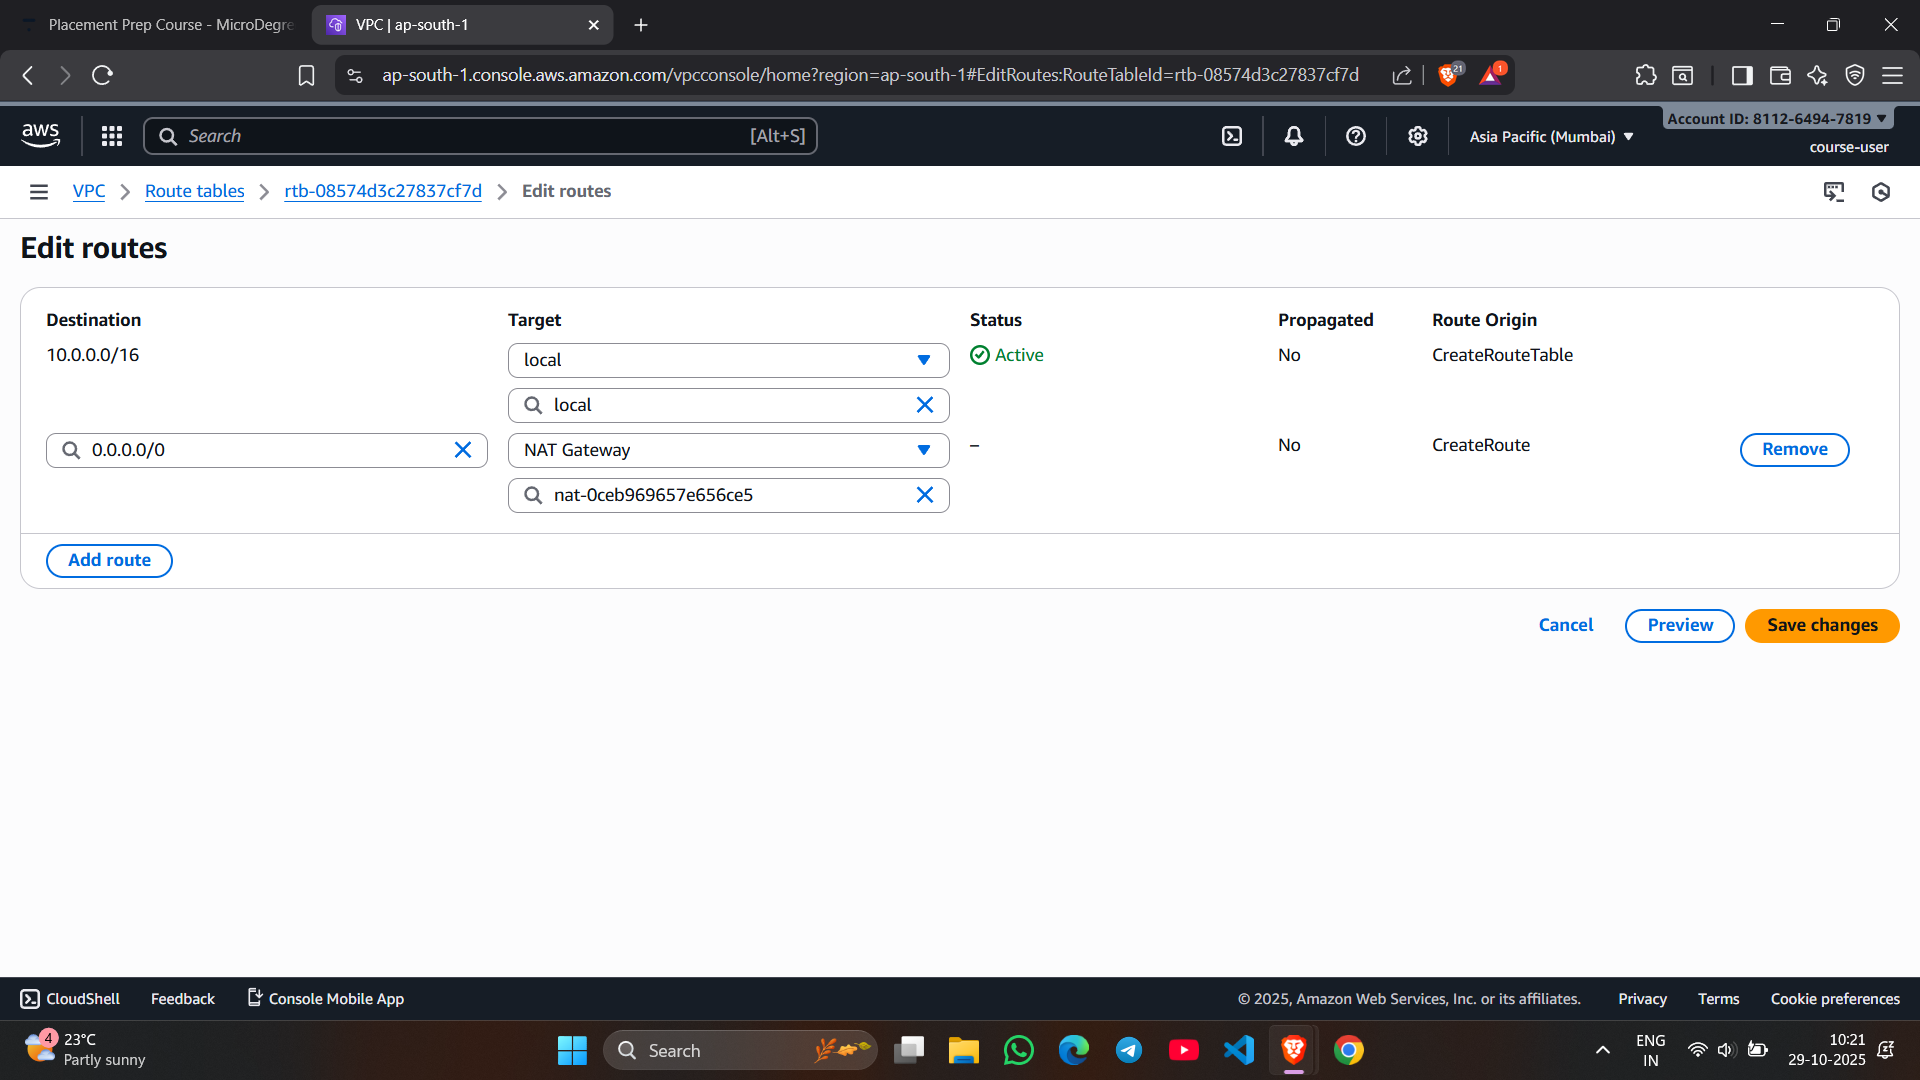 Placement Prep Course - MicroDegre
VPC | ap-south-1
ap-south-1.console.aws.amazon.com/vpcconsole/home?region=ap-south-1#EditRoutes:RouteTableId=rtb-08574d3c27837cf7d
21
1
aws
Search
[Alt+S]
Asia Pacific (Mumbai)
Account ID: 8112-6494-7819
course-user
VPC
Route tables
rtb-08574d3c27837cf7d
Edit routes
Edit routes
Destination
Target
Status
Propagated
Route Origin
10.0.0.0/16
local
Active
No
CreateRouteTable
local
0.0.0.0/0
NAT Gateway
–
No
CreateRoute
Remove
nat-0ceb969657e656ce5
Add route
Cancel
Preview
Save changes
CloudShell
Feedback
Console Mobile App
© 2025, Amazon Web Services, Inc. or its affiliates.
Privacy
Terms
Cookie preferences
4
23°C
Partly sunny
Search
ENG
IN
10:21
29-10-2025